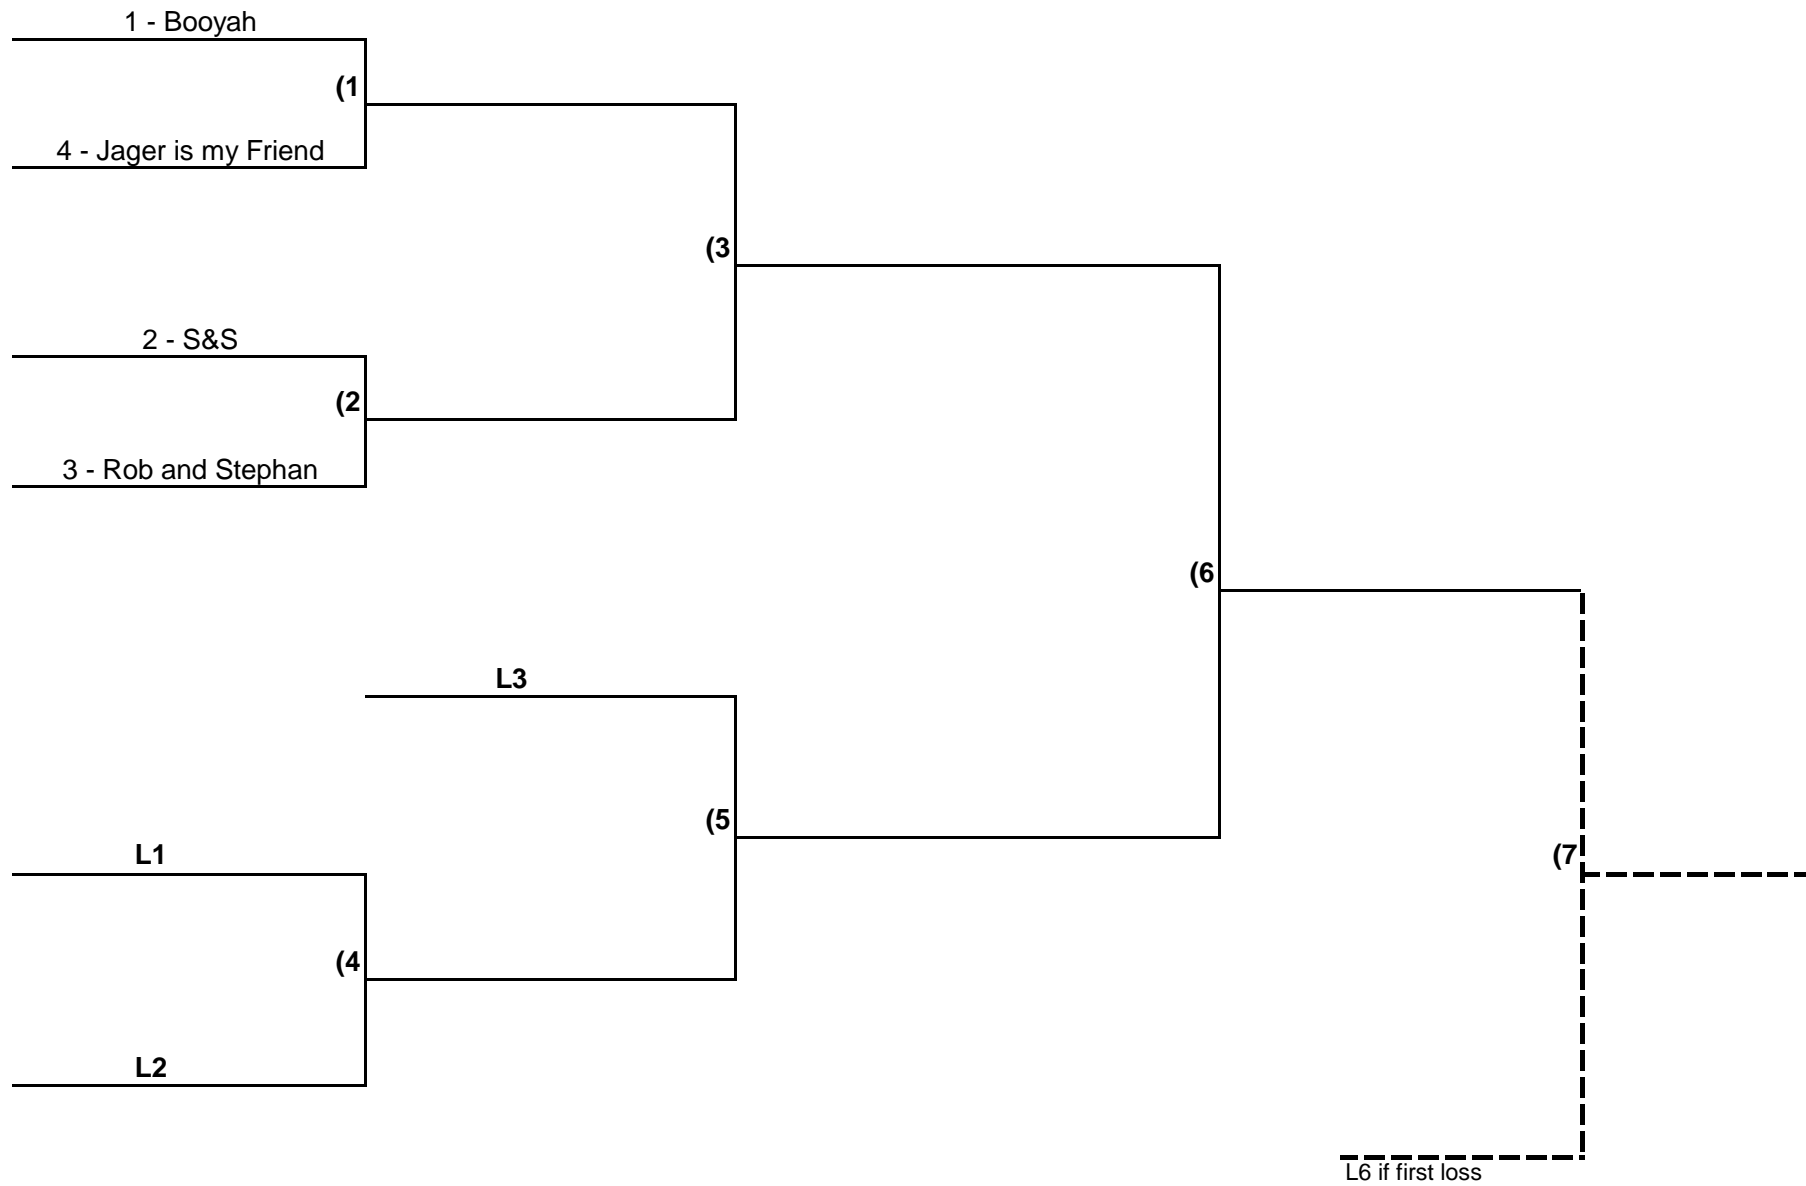 1 - Booyah
(1
4 - Jager is my Friend
(3
2 - S&S
(2
3 - Rob and Stephan
(6
L3
(5
L1
(7
(4
L2
L6 if first loss